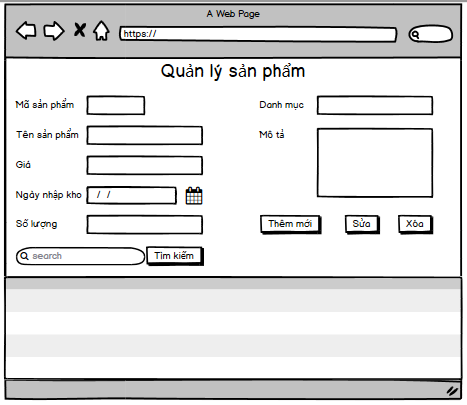 A Web Page
https://
Quản lý sản phẩm
Mã sản phẩm
Danh mục
Tên sản phẩm
Mô tả
Giá
Ngày nhập kho
/ /
Số lượng
Thêm mới
Sửa
Xòa
search
Tìm kiếm